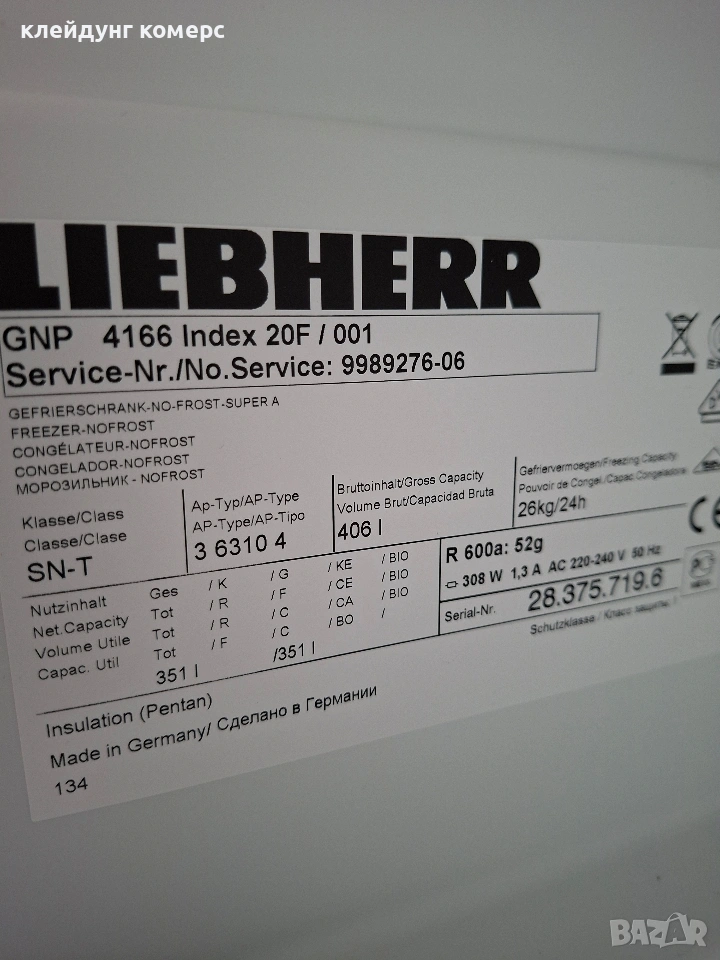 клейдунг комерс
LIEBHERR
GNP 4166 Index 20F / 001
Service-Nr./No.Service: 9989276-06
GEFRIERSCHRANK-NO-FROST-SUPER A
FREEZER-NOFROST
CONGÉLATEUR-NOFROST
CONGELADOR-NOFROST
МОРОЗИЛЬНИК - NOFROST
Klasse/Class
Classe/Clase
SN-T
Ap-Typ/AP-Type
AP-Type/AP-Tipo
3 6310 4
Bruttoinhalt/Gross Capacity
Volume Brut/Capacidad Bruta
406 l
Gefriervermoegen/Freezing Capacity
Pouvoir de Congel./Capac.Congeladora
26kg/24h
Nutzinhalt Ges / K / G / KE / BIO
Net.Capacity Tot / R / F / CE / BIO
Volume Utile Tot / R / C / CA / BIO
Capac. Util Tot / F / C / BO /
351 l /351 l
R 600a: 52g
308 W 1,3 A AC 220-240 V 50 Hz
Serial-Nr. 28.375.719.6
Schutzklasse / Класс защиты: I
Insulation (Pentan)
Made in Germany/ Сделано в Германии
134
CE
BAZAR